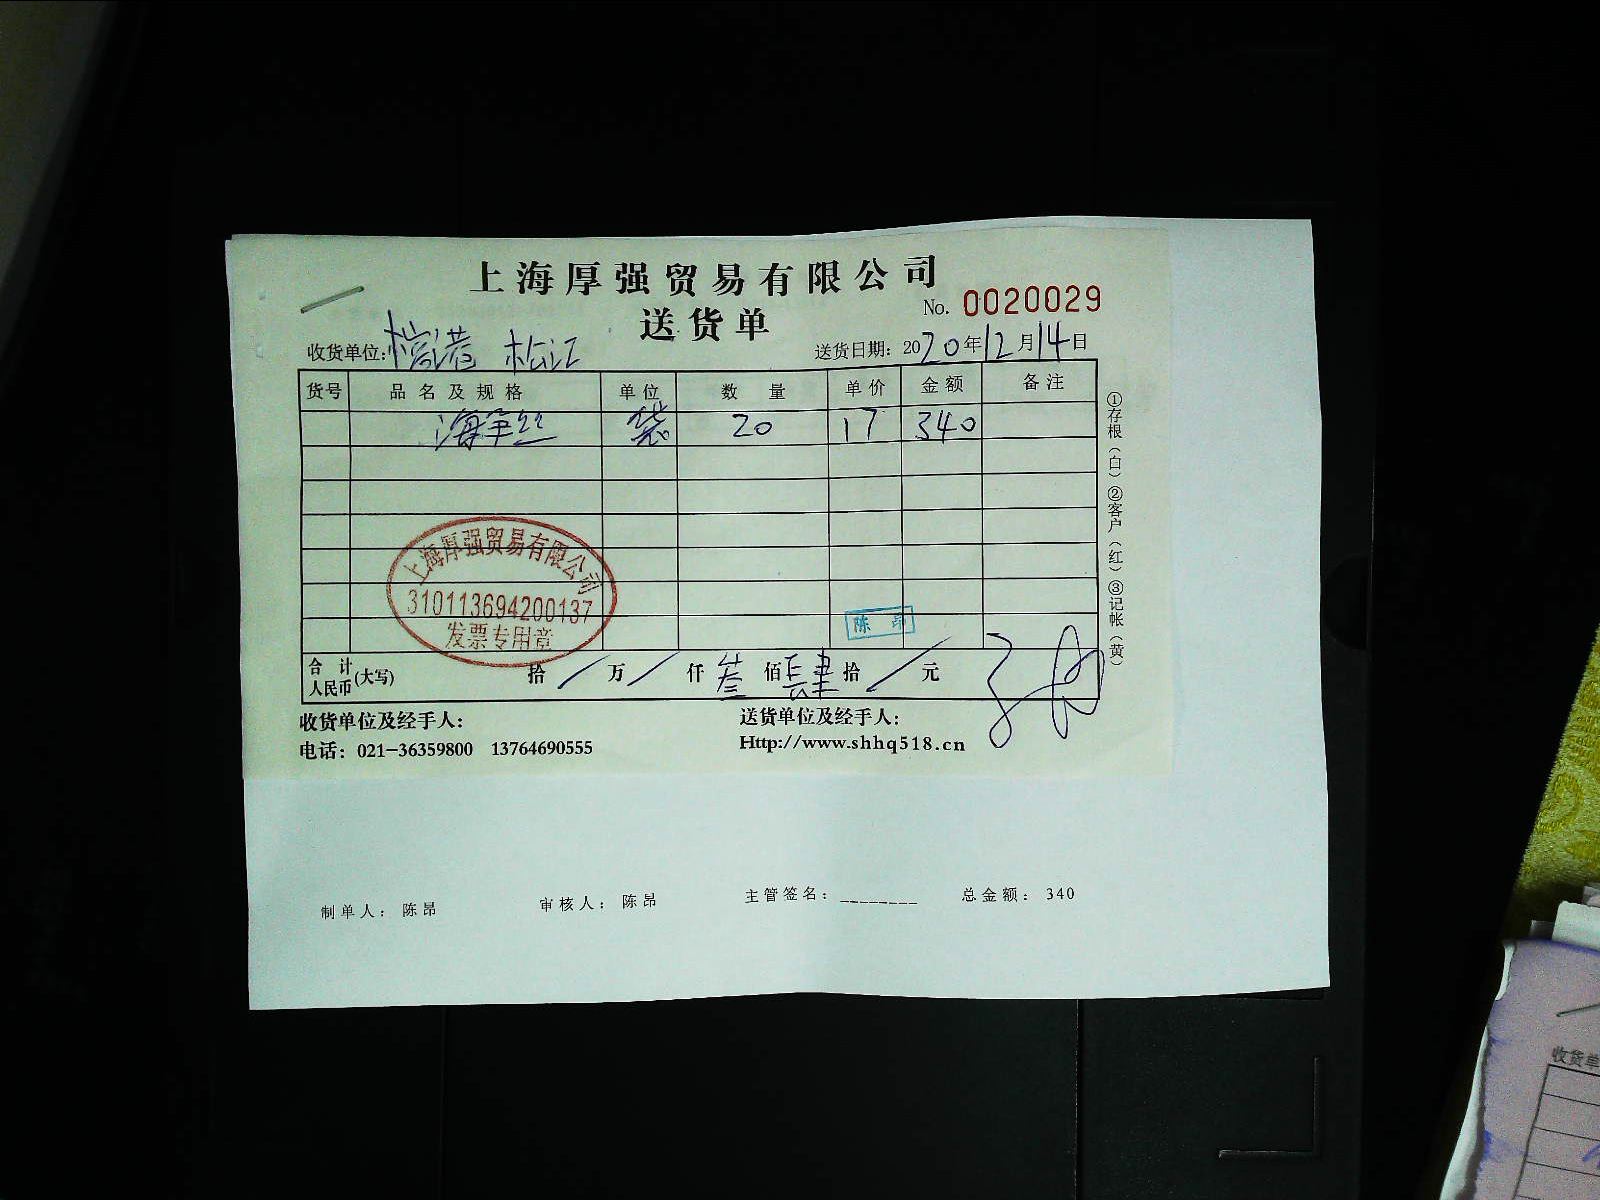 上海厚强贸易有限公司
No. 0020029
送货单
收货单位: 港 松江
送货日期: 2020年12月14日
货号 品名及规格 单位 数量 单价 金额 备注
海草丝 袋 20 17 340
①存根(白)②客户(红)③记帐(黄)
上海厚强贸易有限公司
310113694200137
发票专用章
陈昂
合计人民币(大写) 拾/万/仟叁佰肆拾/元
收货单位及经手人:
送货单位及经手人:
电话: 021-36359800 13764690555
Http://www.shhq518.cn
制单人: 陈昂 审核人: 陈昂 主管签名: ________ 总金额: 340
收货单